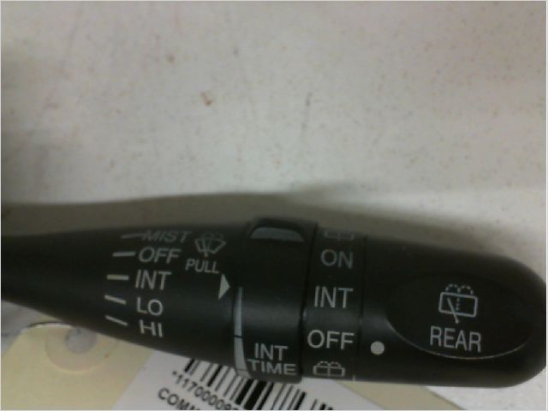 MIST
OFF
INT
LO
HI
PULL
INT
TIME
ON
INT
OFF
REAR